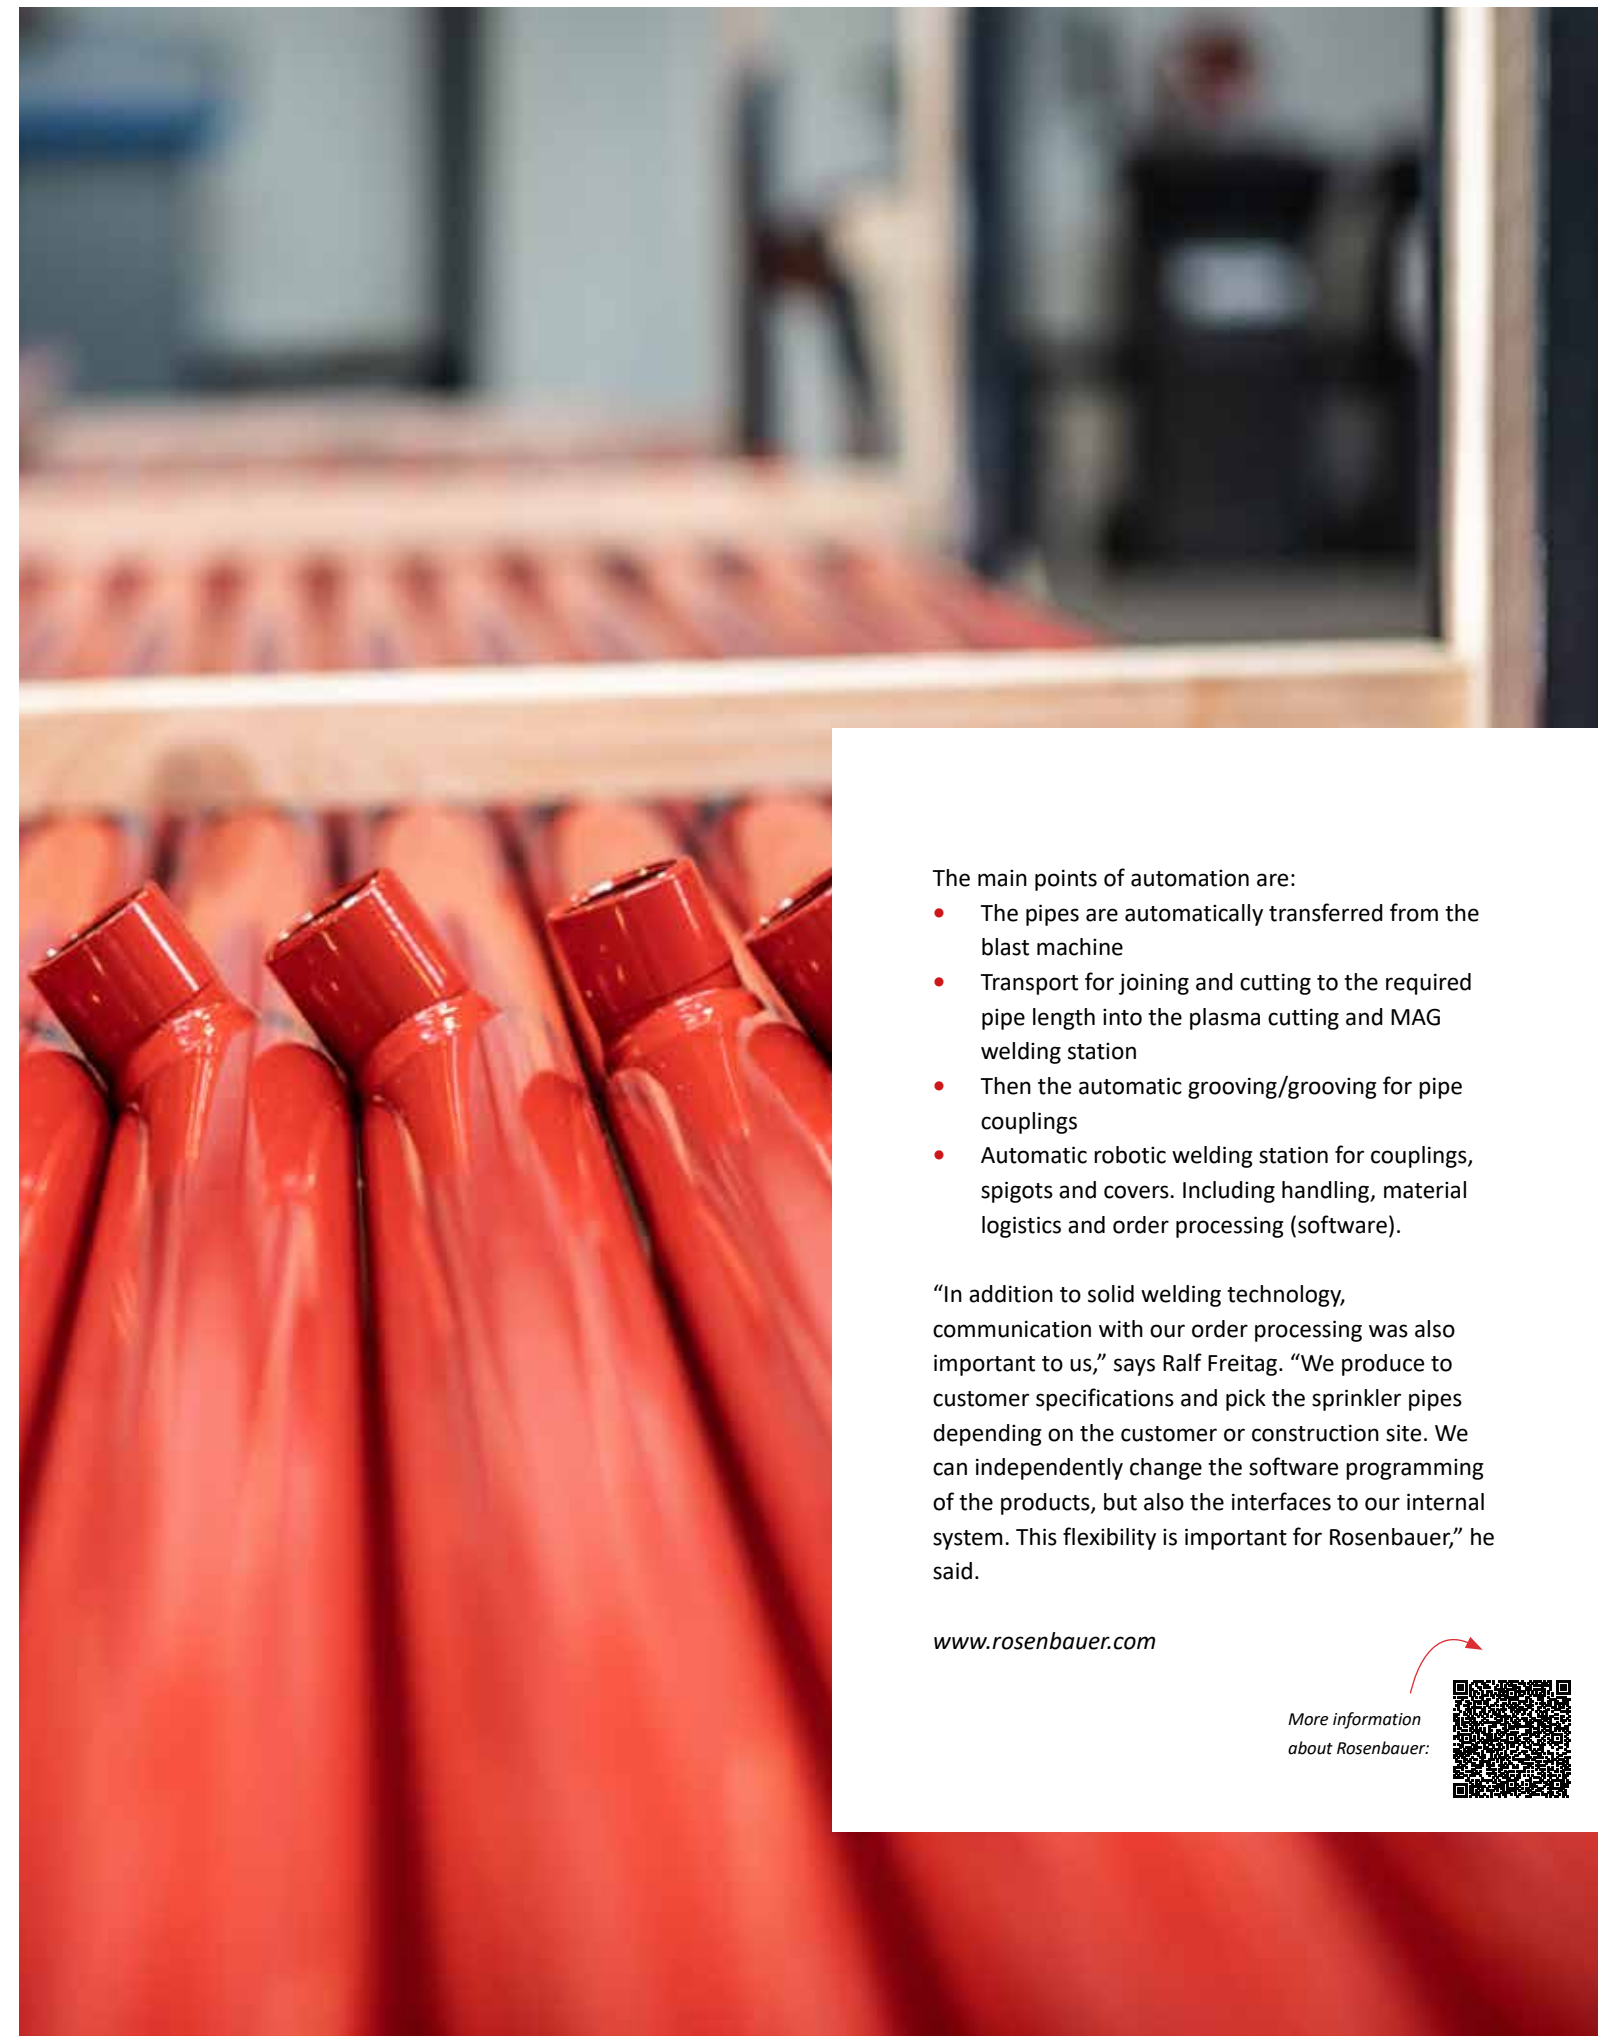 The main points of automation are:
• The pipes are automatically transferred from the
blast machine
• Transport for joining and cutting to the required
pipe length into the plasma cutting and MAG
welding station
• Then the automatic grooving/grooving for pipe
couplings
• Automatic robotic welding station for couplings,
spigots and covers. Including handling, material
logistics and order processing (software).
“In addition to solid welding technology,
communication with our order processing was also
important to us,” says Ralf Freitag. “We produce to
customer specifications and pick the sprinkler pipes
depending on the customer or construction site. We
can independently change the software programming
of the products, but also the interfaces to our internal
system. This flexibility is important for Rosenbauer,” he
said.
www.rosenbauer.com
More information
about Rosenbauer: